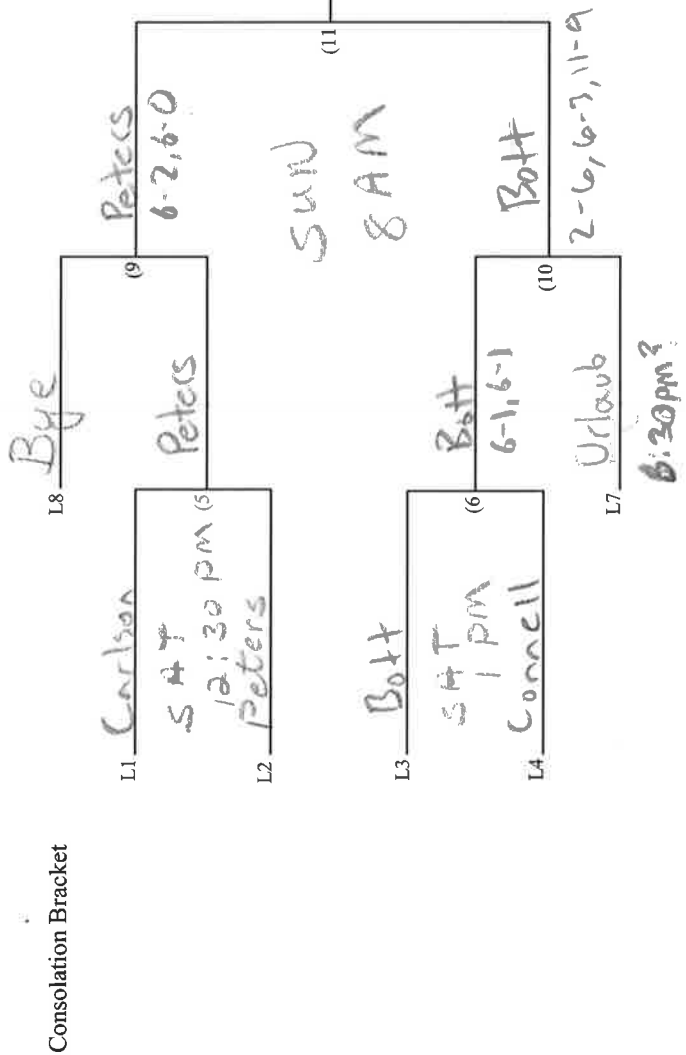 Consolation Bracket
L8
Bye
(9
Peters
6-2, 6-0
L1
Carlson
SAT
12:30 pm
(5
Peters
L2
Peters
(11
SUN
8 AM
L3
Bott
SAT
1 pm
(6
Bott
6-1, 6-1
L4
Connell
(10
Bott
2-6, 6-3, 11-9
L7
Urlaub
6:30pm?